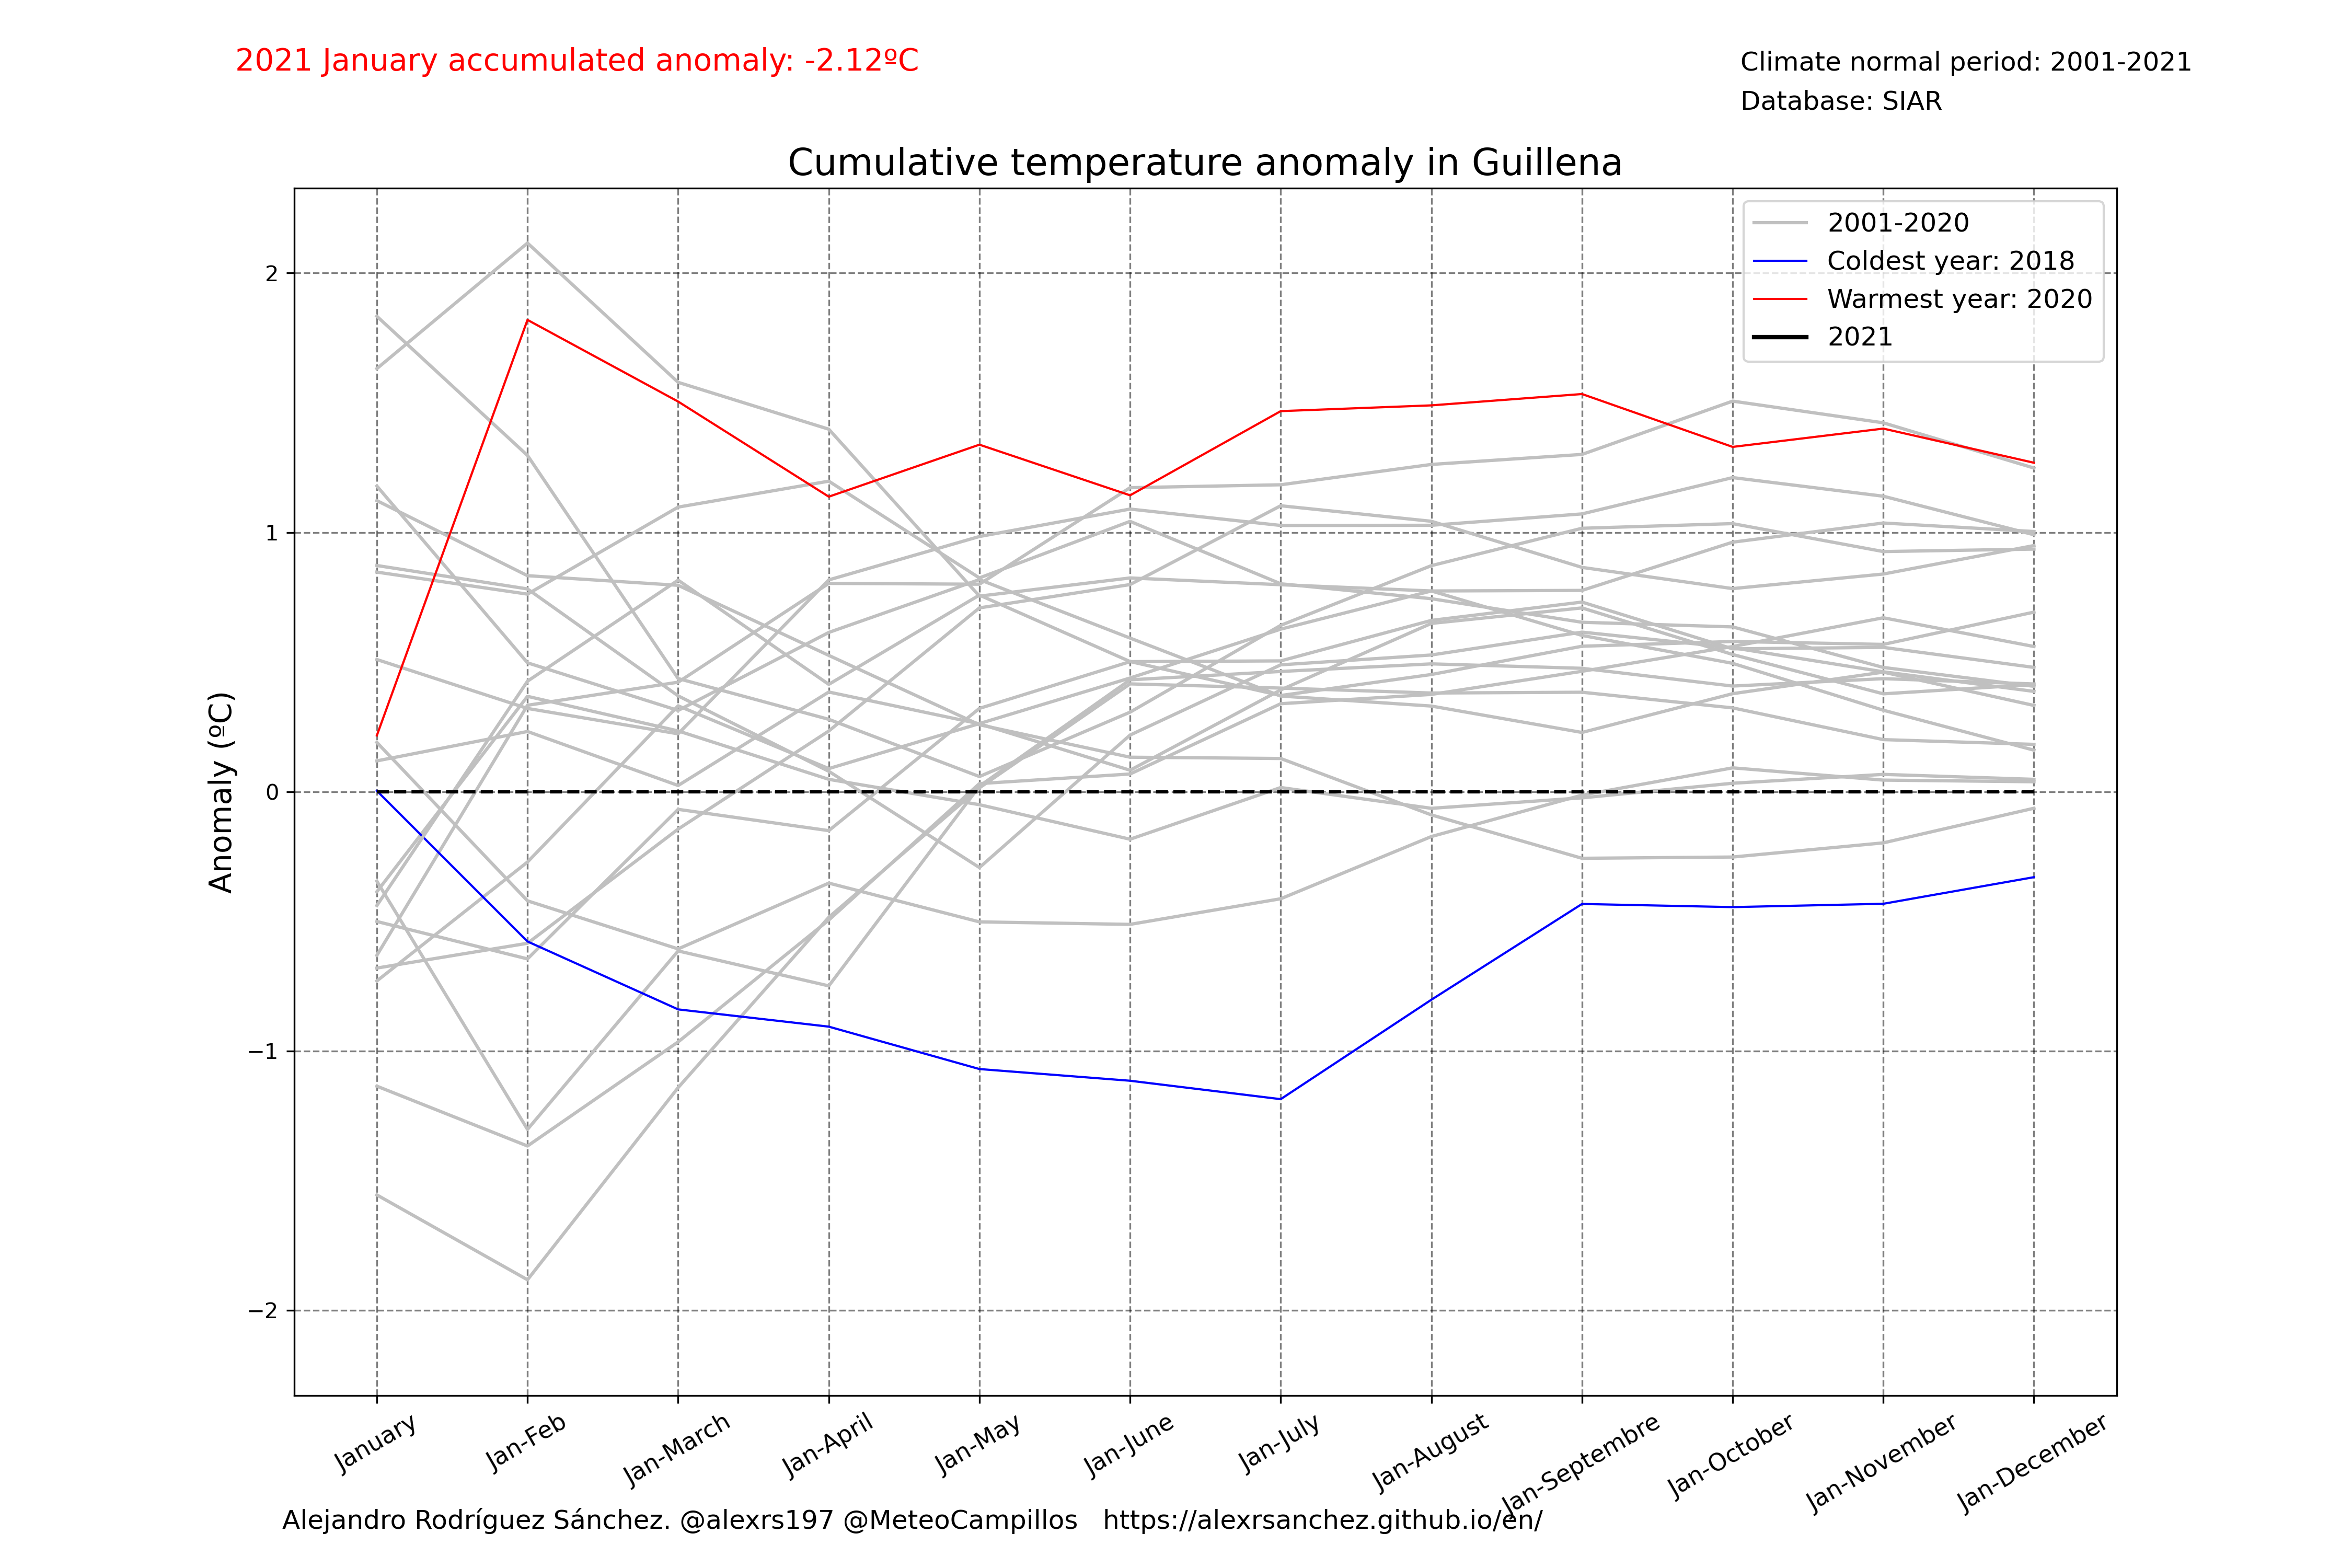 2021 January accumulated anomaly: -2.12ºC
Climate normal period: 2001-2021
Database: SIAR
Cumulative temperature anomaly in Guillena
2001-2020
Coldest year: 2018
Warmest year: 2020
2021
Anomaly (ºC)
2
1
0
−1
−2
January
Jan-Feb
Jan-March
Jan-April
Jan-May
Jan-June
Jan-July
Jan-August
Jan-Septembre
Jan-October
Jan-November
Jan-December
Alejandro Rodríguez Sánchez. @alexrs197 @MeteoCampillos   https://alexrsanchez.github.io/en/